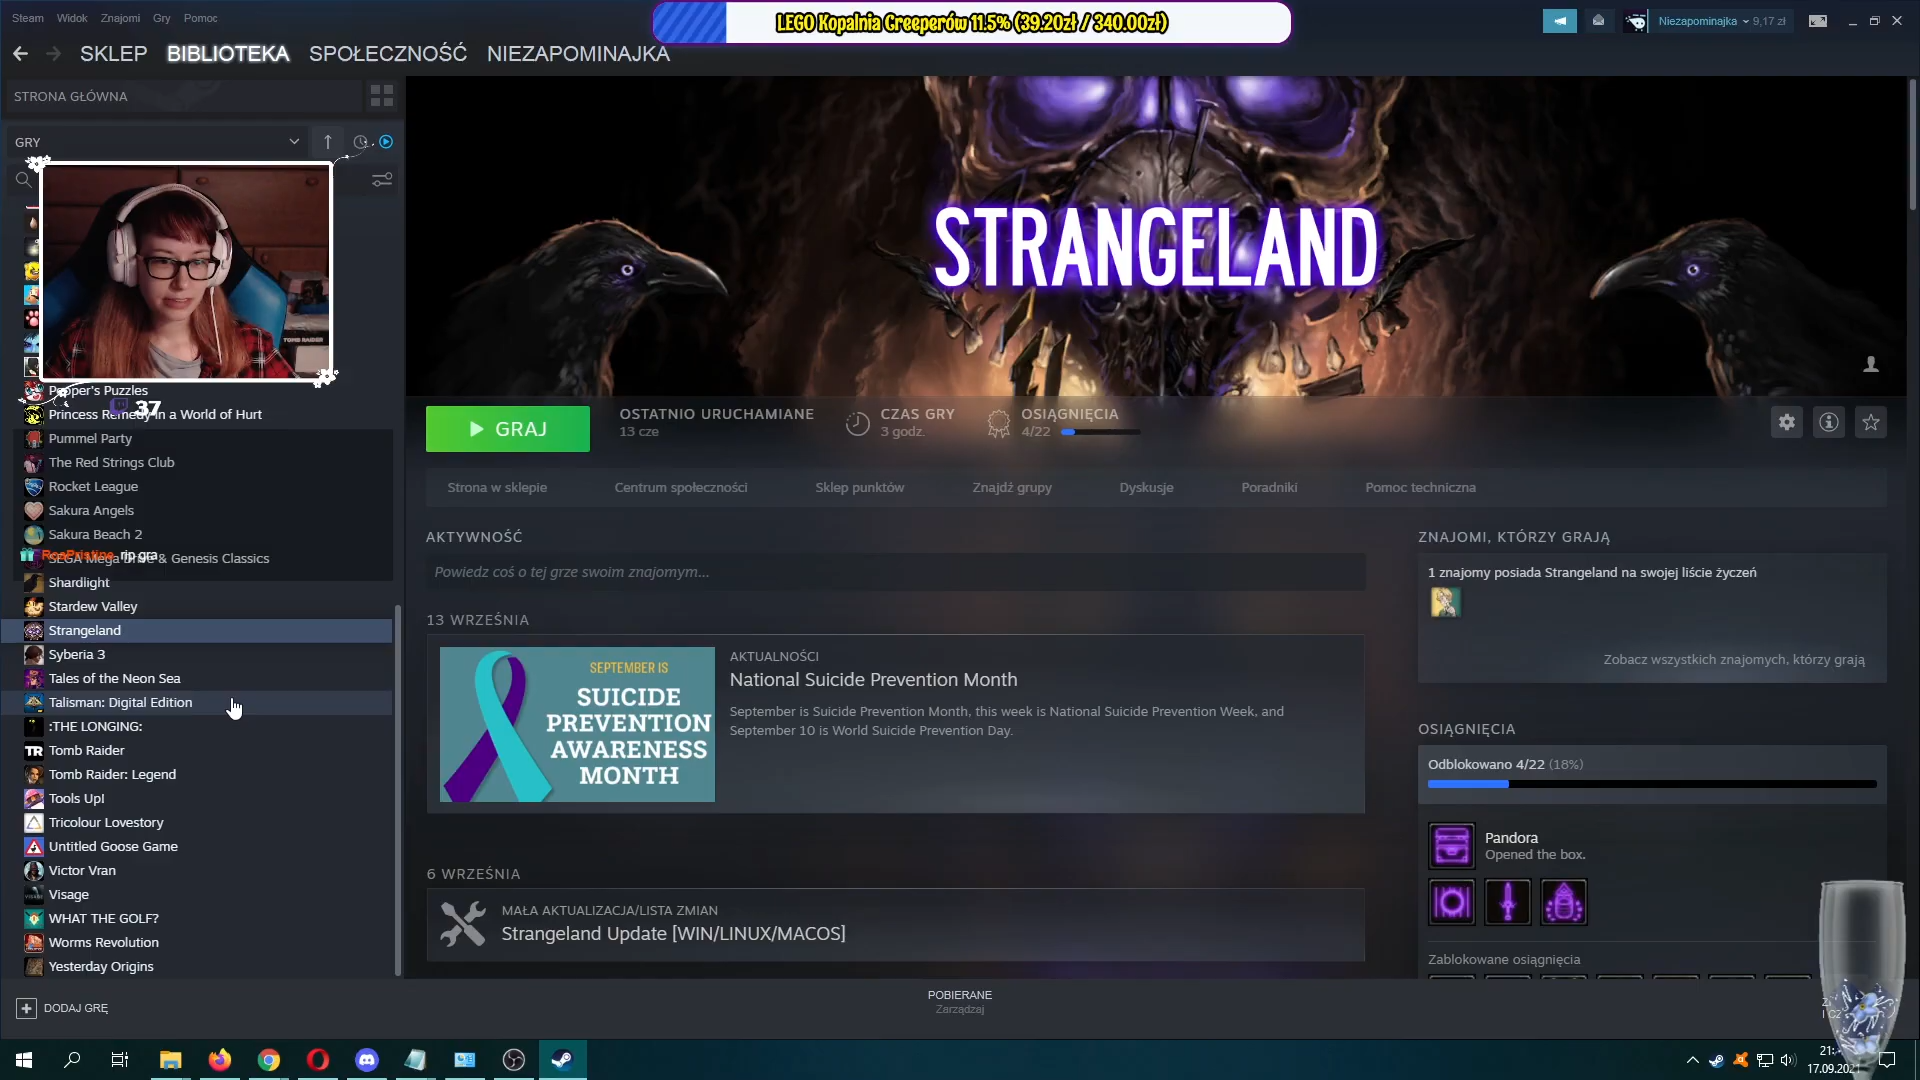 Steam Widok Znajomi Gry Pomoc
LEGO Kopalnia Creeperów 11.5% (39.20zł / 340.00zł)
Niezapominajka 9,17 zł
SKLEP BIBLIOTEKA SPOŁECZNOŚĆ NIEZAPOMINAJKA
STRONA GŁÓWNA
GRY
TOMB RAIDER
37
Pepper's Puzzles
Princess Remedy In a World of Hurt
Pummel Party
The Red Strings Club
Rocket League
Sakura Angels
Sakura Beach 2
rip gra
SEGA Mega Drive & Genesis Classics
Shardlight
Stardew Valley
Strangeland
Syberia 3
Tales of the Neon Sea
Talisman: Digital Edition
:THE LONGING:
TR Tomb Raider
Tomb Raider: Legend
Tools Up!
Tricolour Lovestory
Untitled Goose Game
Victor Vran
Visage
WHAT THE GOLF?
Worms Revolution
Yesterday Origins
DODAJ GRĘ
STRANGELAND
GRAJ
OSTATNIO URUCHAMIANE
13 cze
CZAS GRY
3 godz.
OSIĄGNIĘCIA
4/22
Strona w sklepie Centrum społeczności Sklep punktów Znajdź grupy Dyskusje Poradniki Pomoc techniczna
AKTYWNOŚĆ
Powiedz coś o tej grze swoim znajomym...
13 WRZEŚNIA
SEPTEMBER IS
SUICIDE
PREVENTION
AWARENESS
MONTH
AKTUALNOŚCI
National Suicide Prevention Month
September is Suicide Prevention Month, this week is National Suicide Prevention Week, and
September 10 is World Suicide Prevention Day.
6 WRZEŚNIA
MAŁA AKTUALIZACJA/LISTA ZMIAN
Strangeland Update [WIN/LINUX/MACOS]
ZNAJOMI, KTÓRZY GRAJĄ
1 znajomy posiada Strangeland na swojej liście życzeń
Zobacz wszystkich znajomych, którzy grają
OSIĄGNIĘCIA
Odblokowano 4/22 (18%)
Pandora
Opened the box.
Zablokowane osiągnięcia
POBIERANE
Zarządzaj
21:
17.09.202